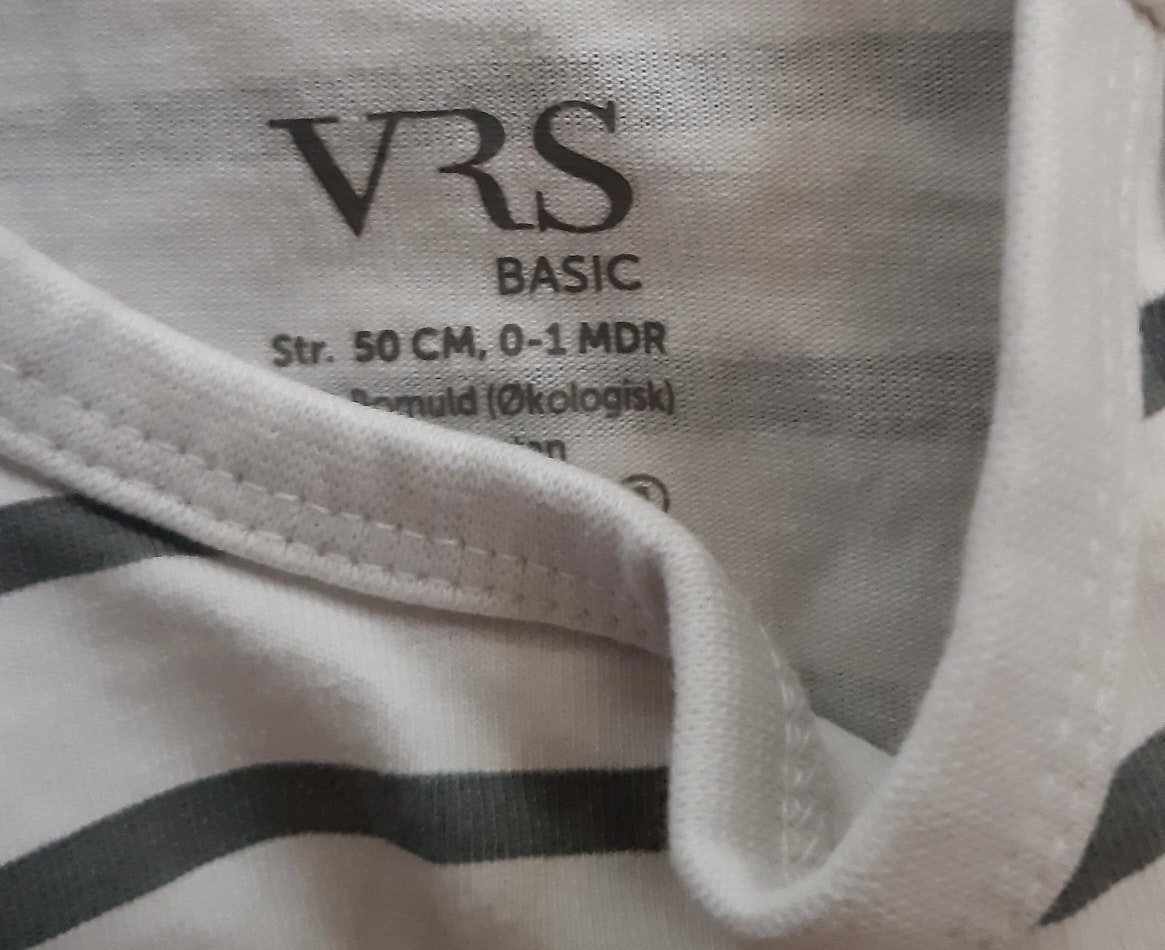 VRS
BASIC
Str. 50 CM, 0-1 MDR
(Økologisk)